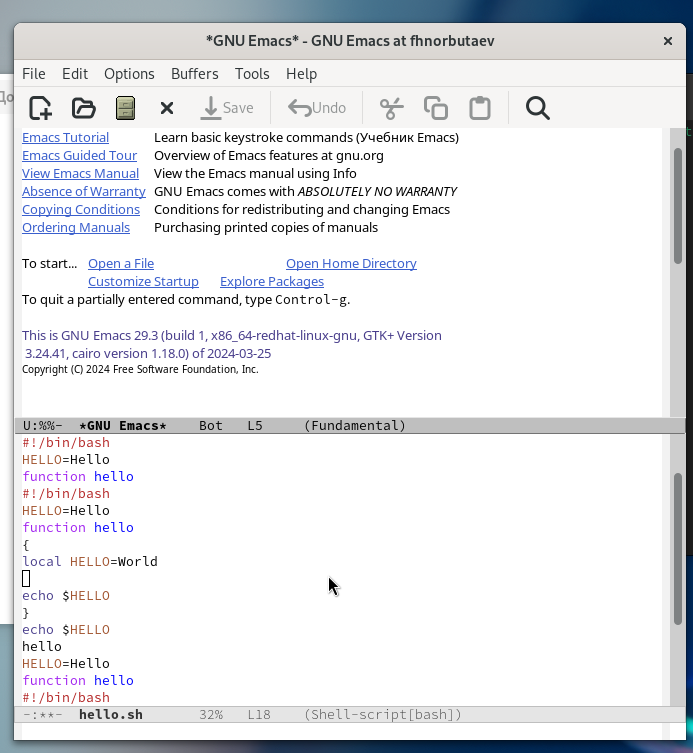 *GNU Emacs* - GNU Emacs at fhnorbutaev
File Edit Options Buffers Tools Help
Save Undo
Emacs Tutorial Learn basic keystroke commands (Учебник Emacs)
Emacs Guided Tour Overview of Emacs features at gnu.org
View Emacs Manual View the Emacs manual using Info
Absence of Warranty GNU Emacs comes with ABSOLUTELY NO WARRANTY
Copying Conditions Conditions for redistributing and changing Emacs
Ordering Manuals Purchasing printed copies of manuals
To start... Open a File Open Home Directory
Customize Startup Explore Packages
To quit a partially entered command, type Control-g.
This is GNU Emacs 29.3 (build 1, x86_64-redhat-linux-gnu, GTK+ Version
3.24.41, cairo version 1.18.0) of 2024-03-25
Copyright (C) 2024 Free Software Foundation, Inc.
U:%%- *GNU Emacs* Bot L5 (Fundamental)
#!/bin/bash
HELLO=Hello
function hello
#!/bin/bash
HELLO=Hello
function hello
{
local HELLO=World
echo $HELLO
}
echo $HELLO
hello
HELLO=Hello
function hello
#!/bin/bash
-:**- hello.sh 32% L18 (Shell-script[bash])